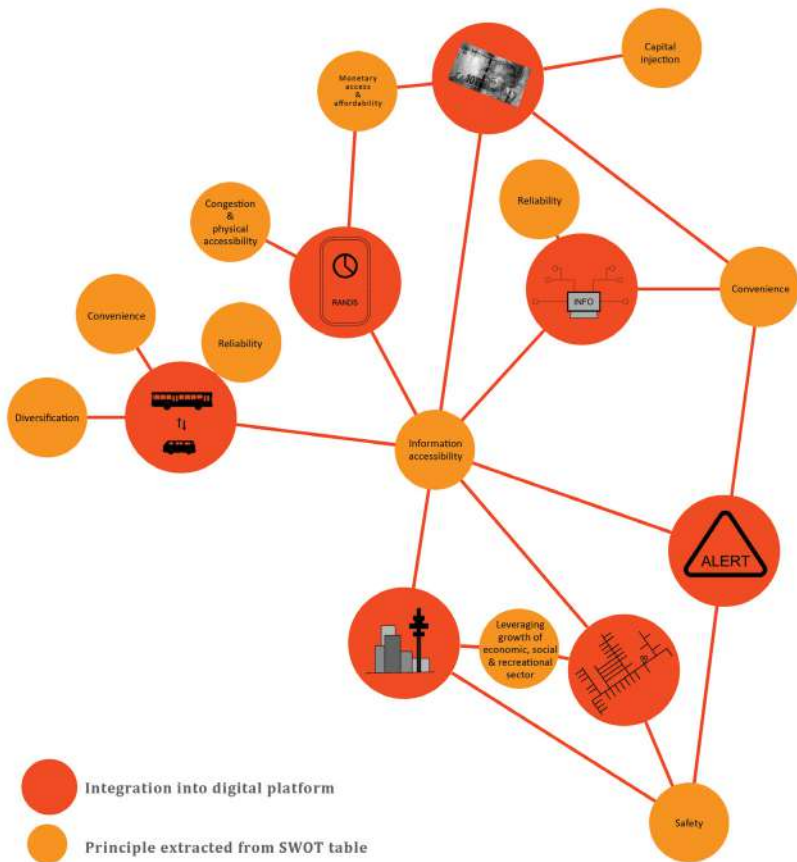 Capital
injection
Monetary
access
&
affordability
Reliability
Congestion
&
physical
accessibility
RANDS
INFO
Convenience
Convenience
Reliability
Diversification
Information
accessibility
ALERT
Leveraging
growth of
economic, social
& recreational
sector
Integration into digital platform
Safety
Principle extracted from SWOT table